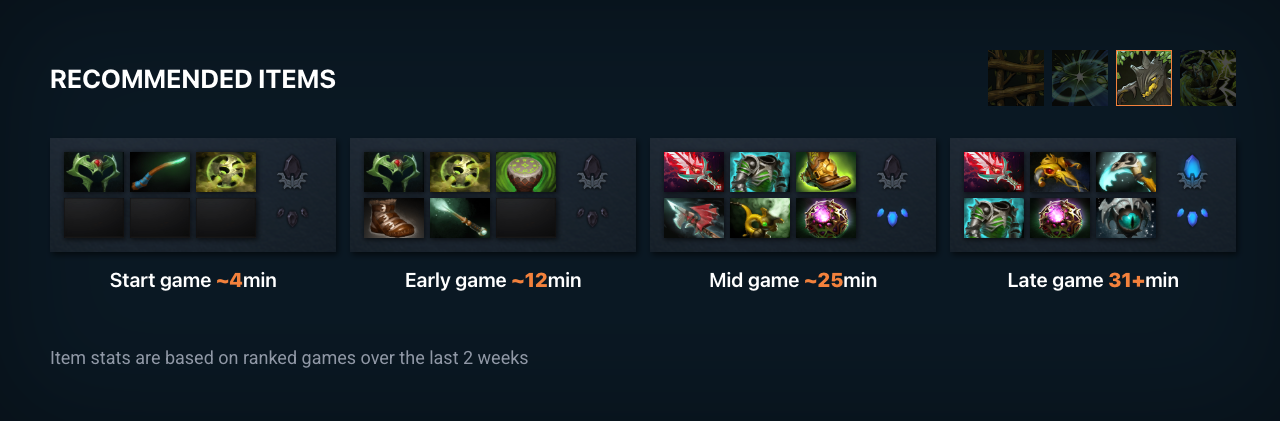 RECOMMENDED ITEMS
Start game ~4min
Early game ~12min
Mid game ~25min
Late game 31+min
Item stats are based on ranked games over the last 2 weeks